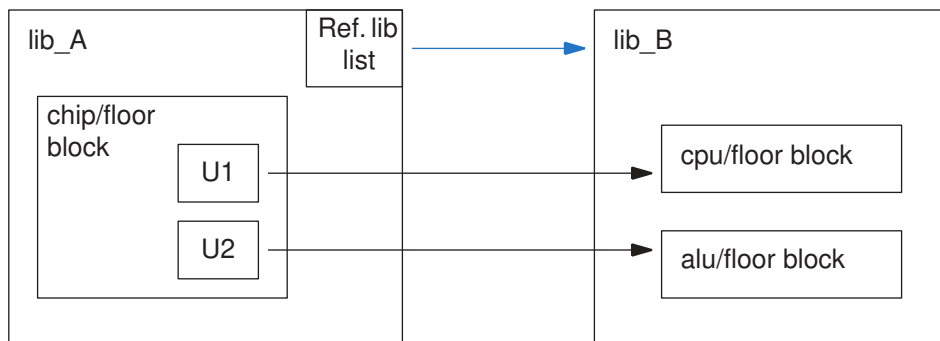 lib_A
Ref. lib
list
lib_B
chip/floor
block
U1
cpu/floor block
U2
alu/floor block